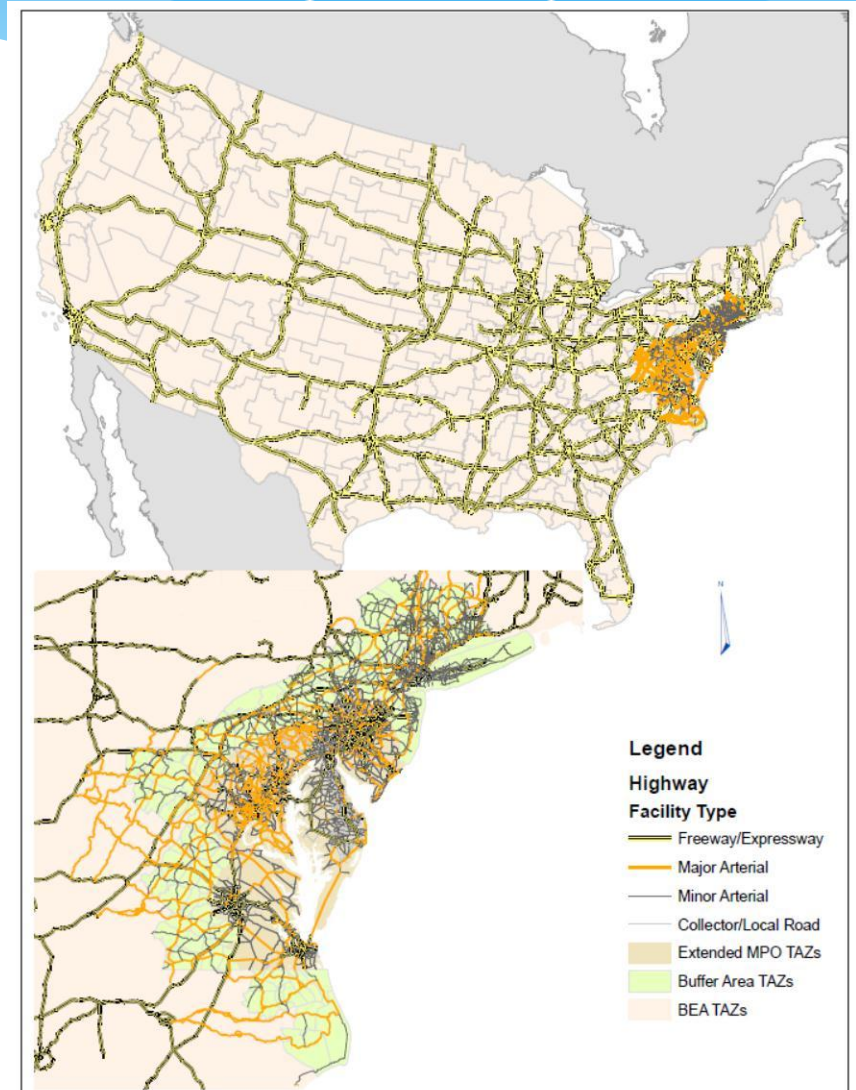 N
Legend
Highway
Facility Type
Freeway/Expressway
Major Arterial
Minor Arterial
Collector/Local Road
Extended MPO TAZs
Buffer Area TAZs
BEA TAZs